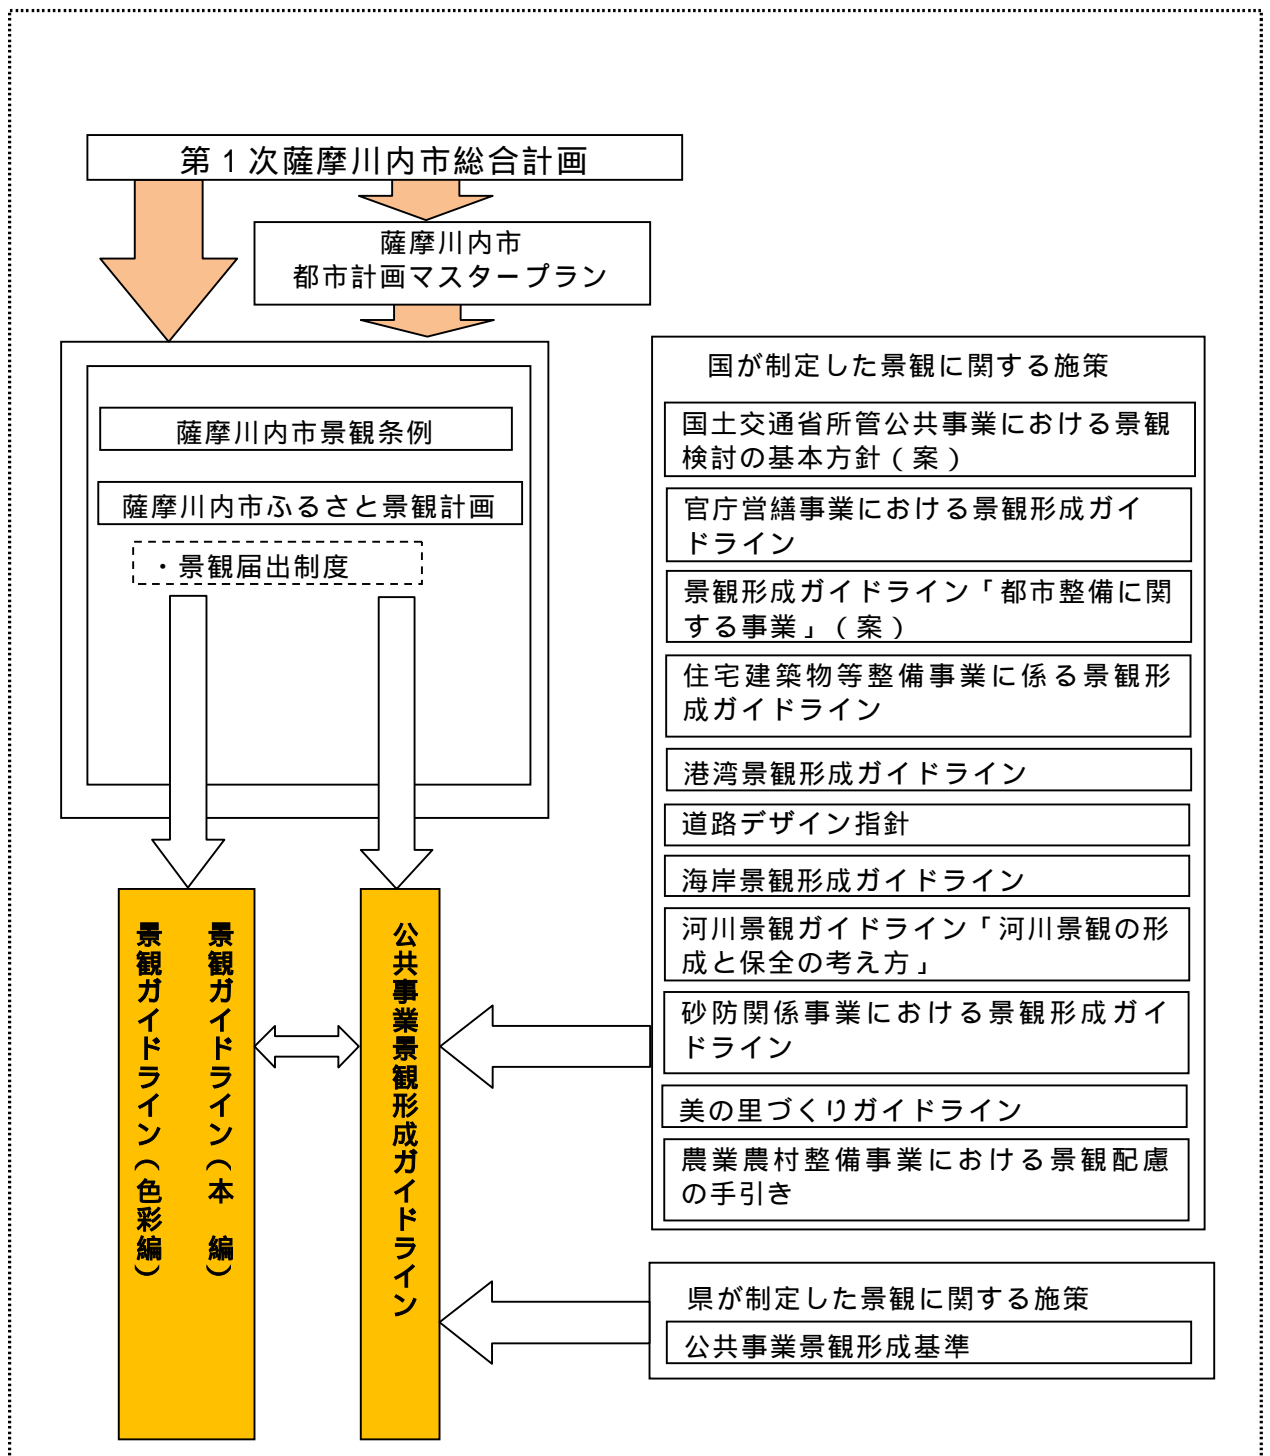 第１次薩摩川内市総合計画
薩摩川内市
都市計画マスタープラン
薩摩川内市景観条例
薩摩川内市ふるさと景観計画
・景観届出制度
景観ガイドライン（本　編）
景観ガイドライン（色彩編）
公共事業景観形成ガイドライン
国が制定した景観に関する施策
国土交通省所管公共事業における景観
検討の基本方針（案）
官庁営繕事業における景観形成ガイ
ドライン
景観形成ガイドライン「都市整備に関
する事業」（案）
住宅建築物等整備事業に係る景観形
成ガイドライン
港湾景観形成ガイドライン
道路デザイン指針
海岸景観形成ガイドライン
河川景観ガイドライン「河川景観の形
成と保全の考え方」
砂防関係事業における景観形成ガイ
ドライン
美の里づくりガイドライン
農業農村整備事業における景観配慮
の手引き
県が制定した景観に関する施策
公共事業景観形成基準